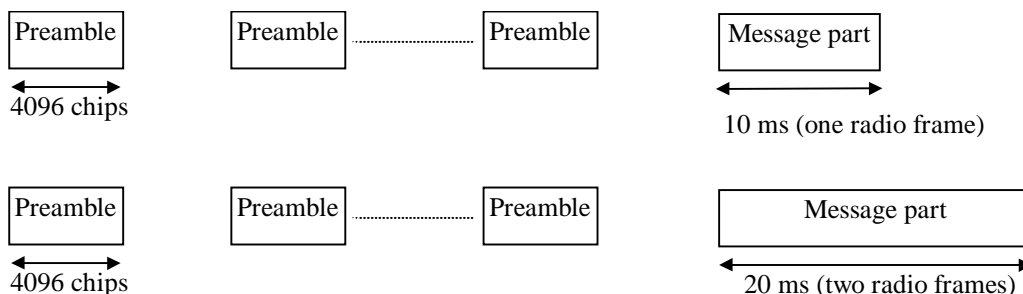 Preamble Preamble Preamble Message part
4096 chips 10 ms (one radio frame)
Preamble Preamble Preamble Message part
4096 chips 20 ms (two radio frames)